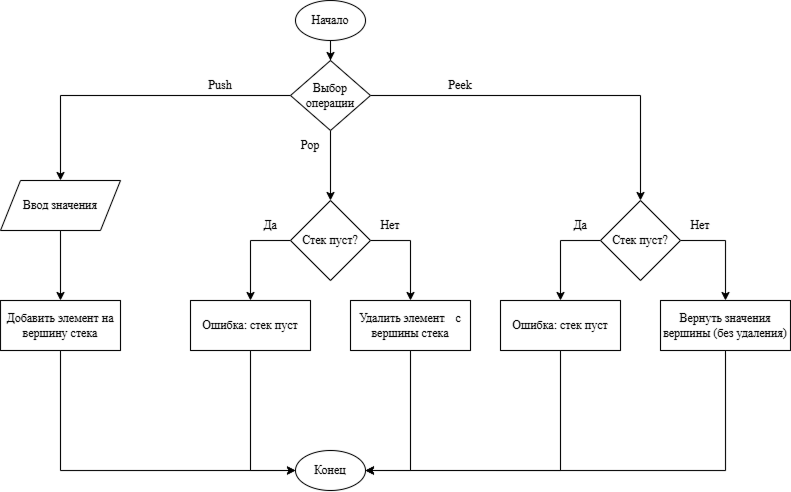 Начало
Выбор
операции
Push
Peek
Pop
Ввод значения
Да
Стек пуст?
Нет
Да
Стек пуст?
Нет
Добавить элемент на
вершину стека
Ошибка: стек пуст
Удалить элемент с
вершины стека
Ошибка: стек пуст
Вернуть значения
вершины (без удаления)
Конец